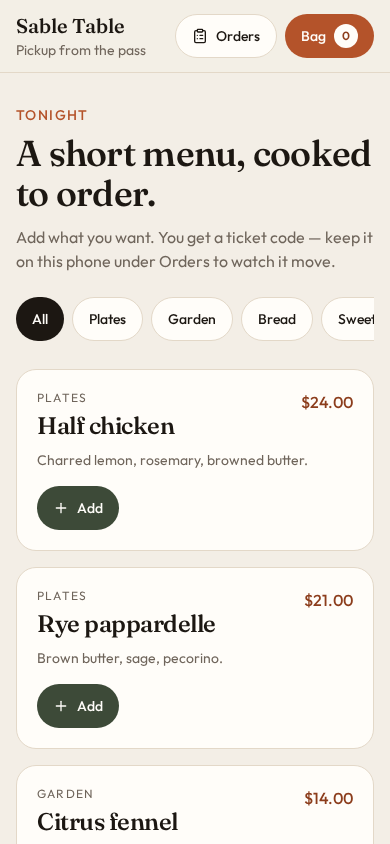 Sable Table
Pickup from the pass
Orders
Bag 0
TONIGHT
A short menu, cooked
to order.
Add what you want. You get a ticket code — keep it
on this phone under Orders to watch it move.
All
Plates
Garden
Bread
Sweet
PLATES
$24.00
Half chicken
Charred lemon, rosemary, browned butter.
+ Add
PLATES
$21.00
Rye pappardelle
Brown butter, sage, pecorino.
+ Add
GARDEN
$14.00
Citrus fennel